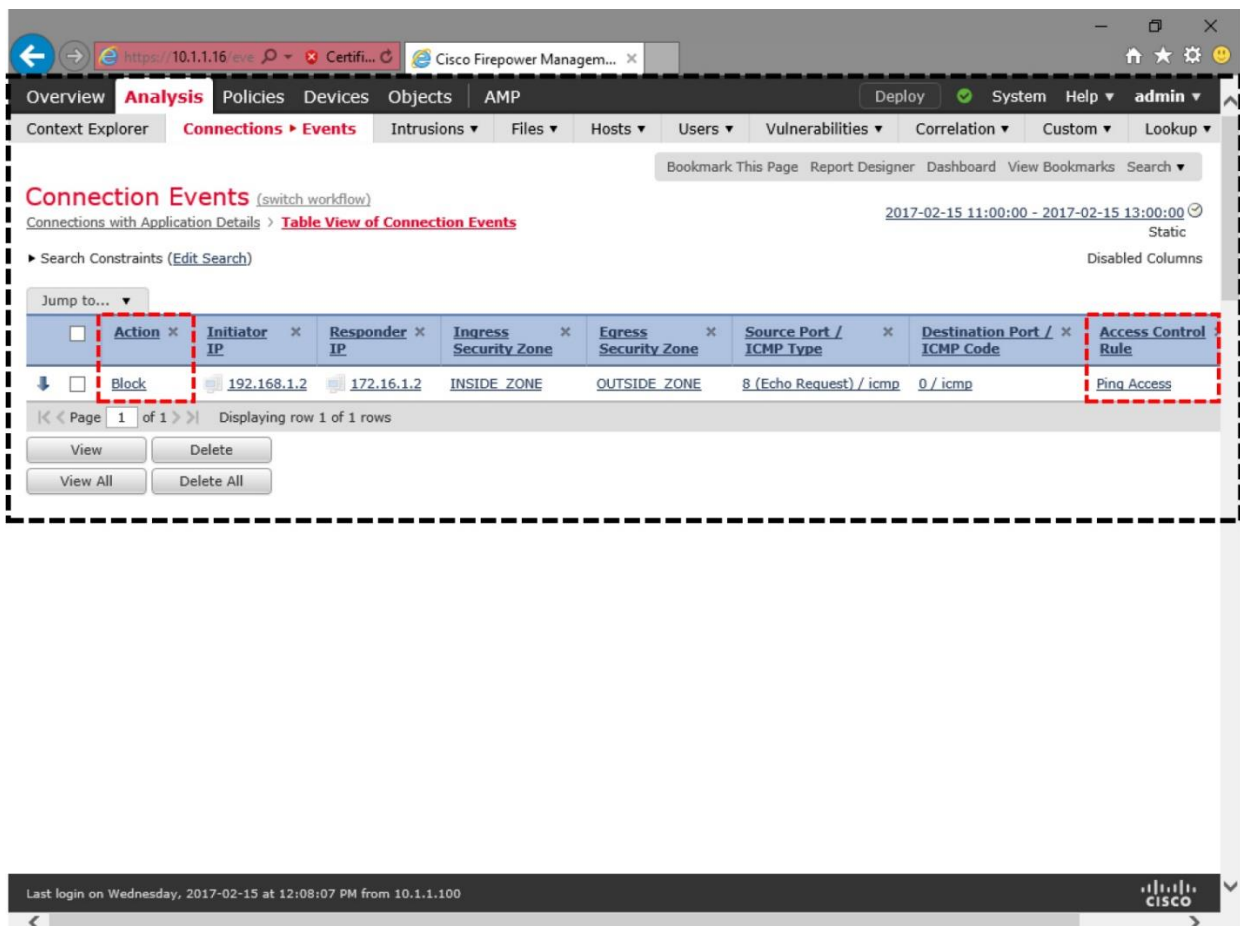 https://10.1.1.16/eve Certifi... Cisco Firepower Managem...
Overview Analysis Policies Devices Objects AMP Deploy System Help admin
Context Explorer Connections ▸ Events Intrusions Files Hosts Users Vulnerabilities Correlation Custom Lookup
Bookmark This Page Report Designer Dashboard View Bookmarks Search
Connection Events (switch workflow)
Connections with Application Details > Table View of Connection Events
2017-02-15 11:00:00 - 2017-02-15 13:00:00
Static
Search Constraints (Edit Search)
Disabled Columns
Jump to...
Action Initiator IP Responder IP Ingress Security Zone Egress Security Zone Source Port / ICMP Type Destination Port / ICMP Code Access Control Rule
Block 192.168.1.2 172.16.1.2 INSIDE_ZONE OUTSIDE_ZONE 8 (Echo Request) / icmp 0 / icmp Ping Access
|< < Page 1 of 1 > >| Displaying row 1 of 1 rows
View Delete
View All Delete All
Last login on Wednesday, 2017-02-15 at 12:08:07 PM from 10.1.1.100
CISCO